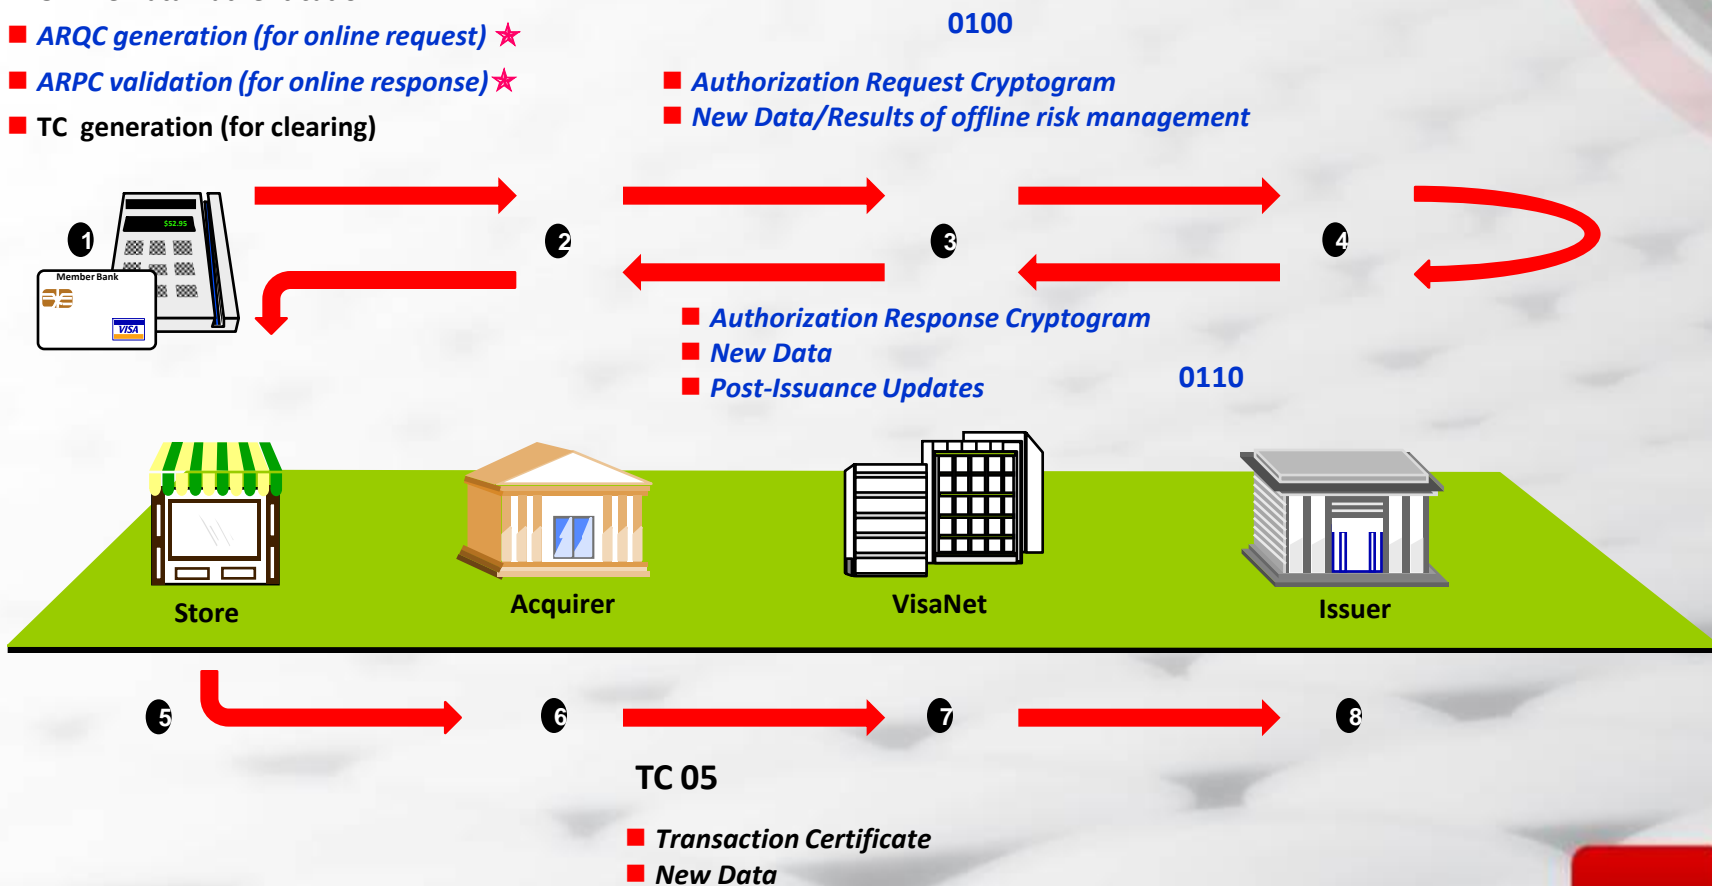 ARQC generation (for online request)
ARPC validation (for online response)
TC generation (for clearing)
0100
Authorization Request Cryptogram
New Data/Results of offline risk management
$52.95
1
2
3
4
Member Bank
VISA
Authorization Response Cryptogram
New Data
Post-Issuance Updates
0110
Store
Acquirer
VisaNet
Issuer
5
6
7
8
TC 05
Transaction Certificate
New Data